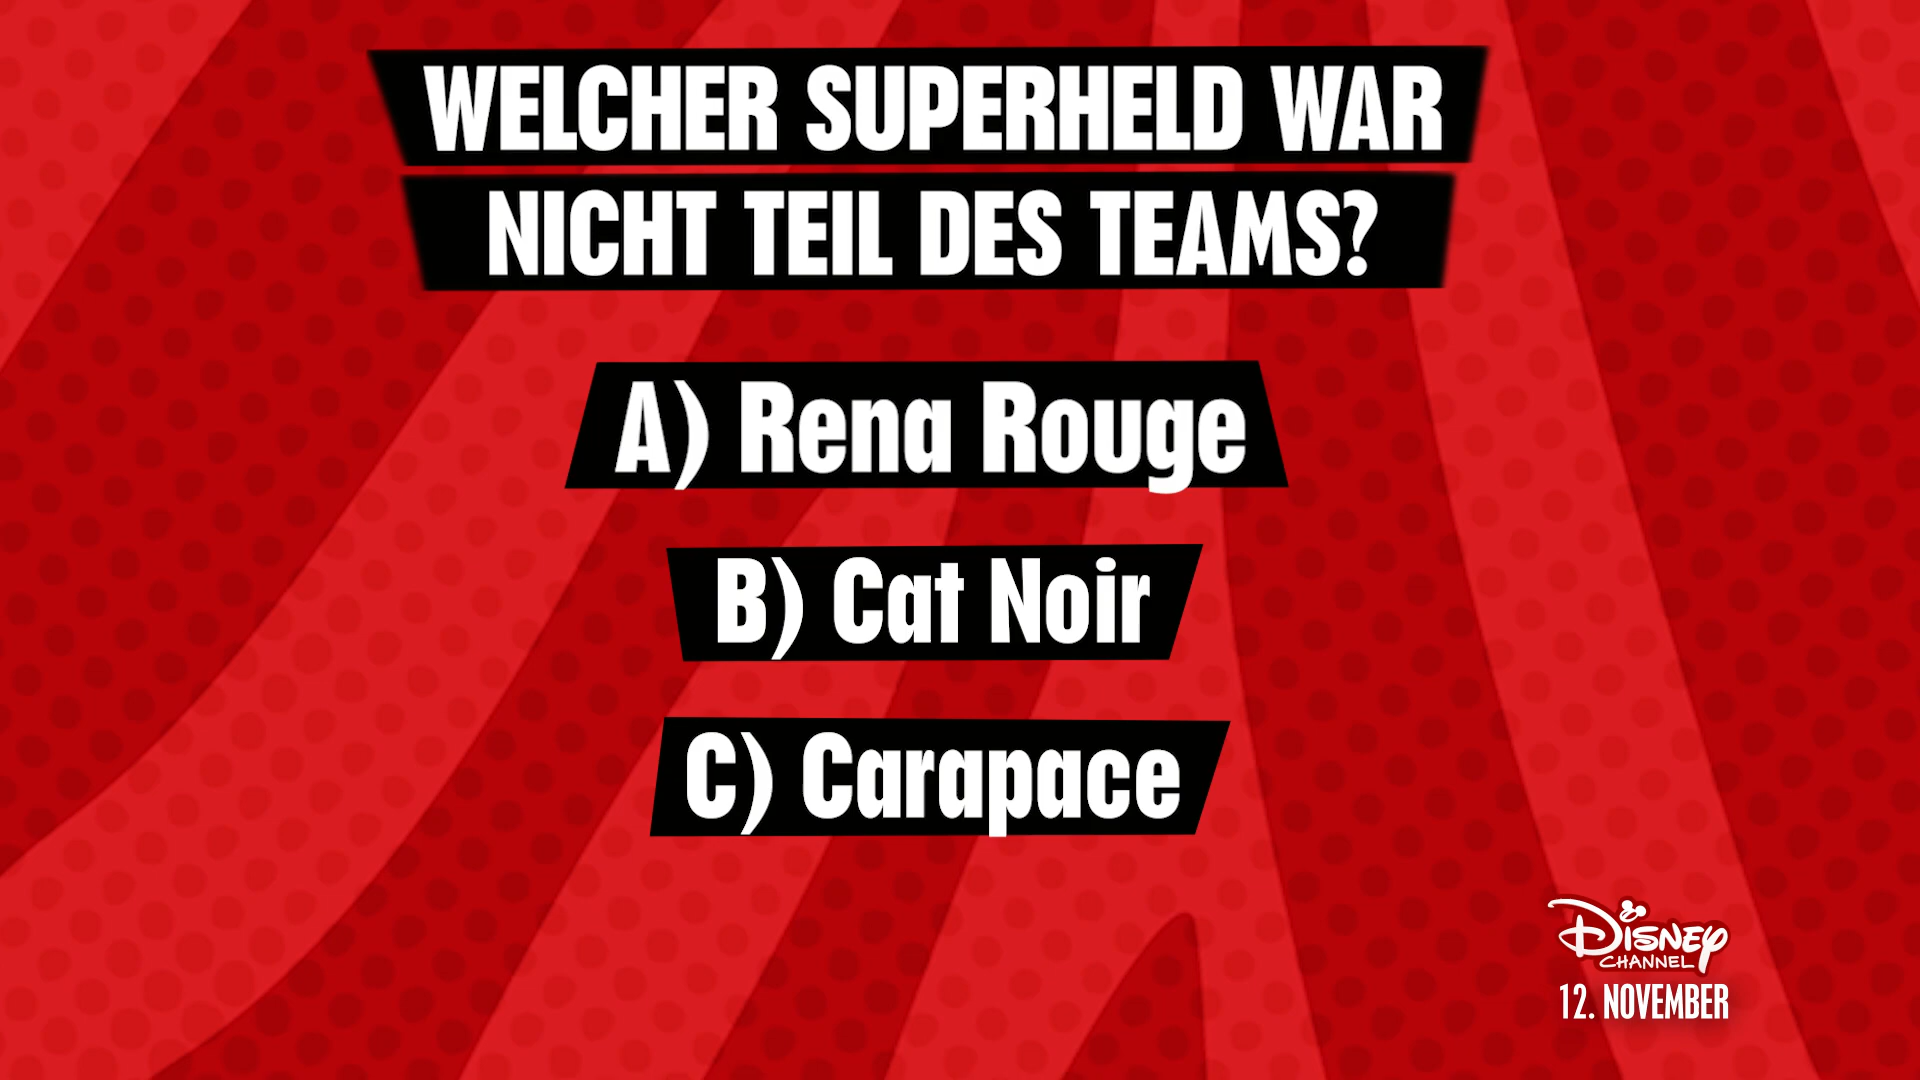 WELCHER SUPERHELD WAR
NICHT TEIL DES TEAMS?
A) Rena Rouge
B) Cat Noir
C) Carapace
DISNEY
CHANNEL
12. NOVEMBER